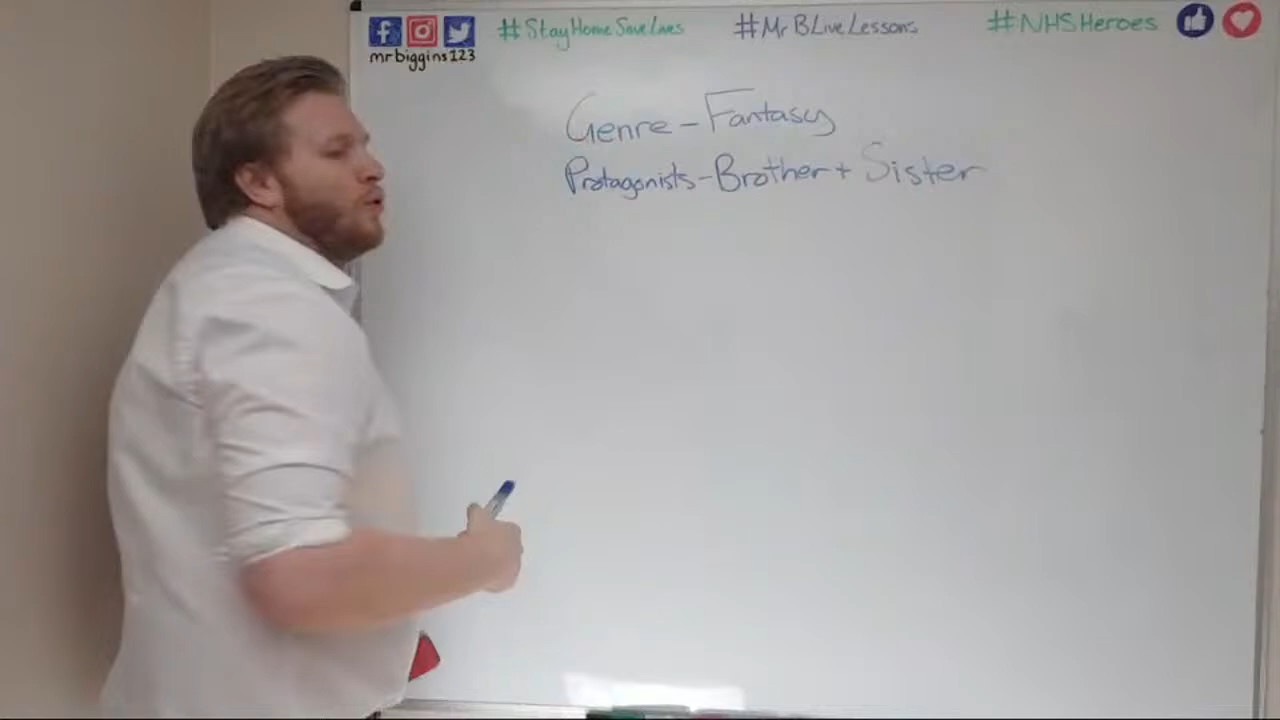 #StayHomeSaveLives #MrBLiveLessons #NHSHeroes
mrbiggins123
Genre - Fantasy
Protagonists - Brother + Sister